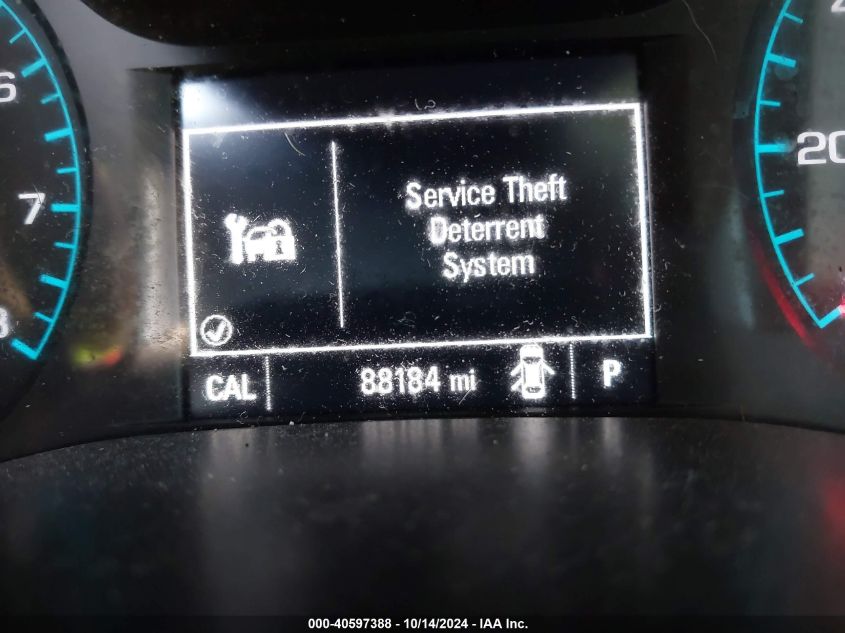 6
7
8
Service Theft
Deterrent
System
20
CAL
88184 mi
P
000-40597388 - 10/14/2024 - IAA Inc.